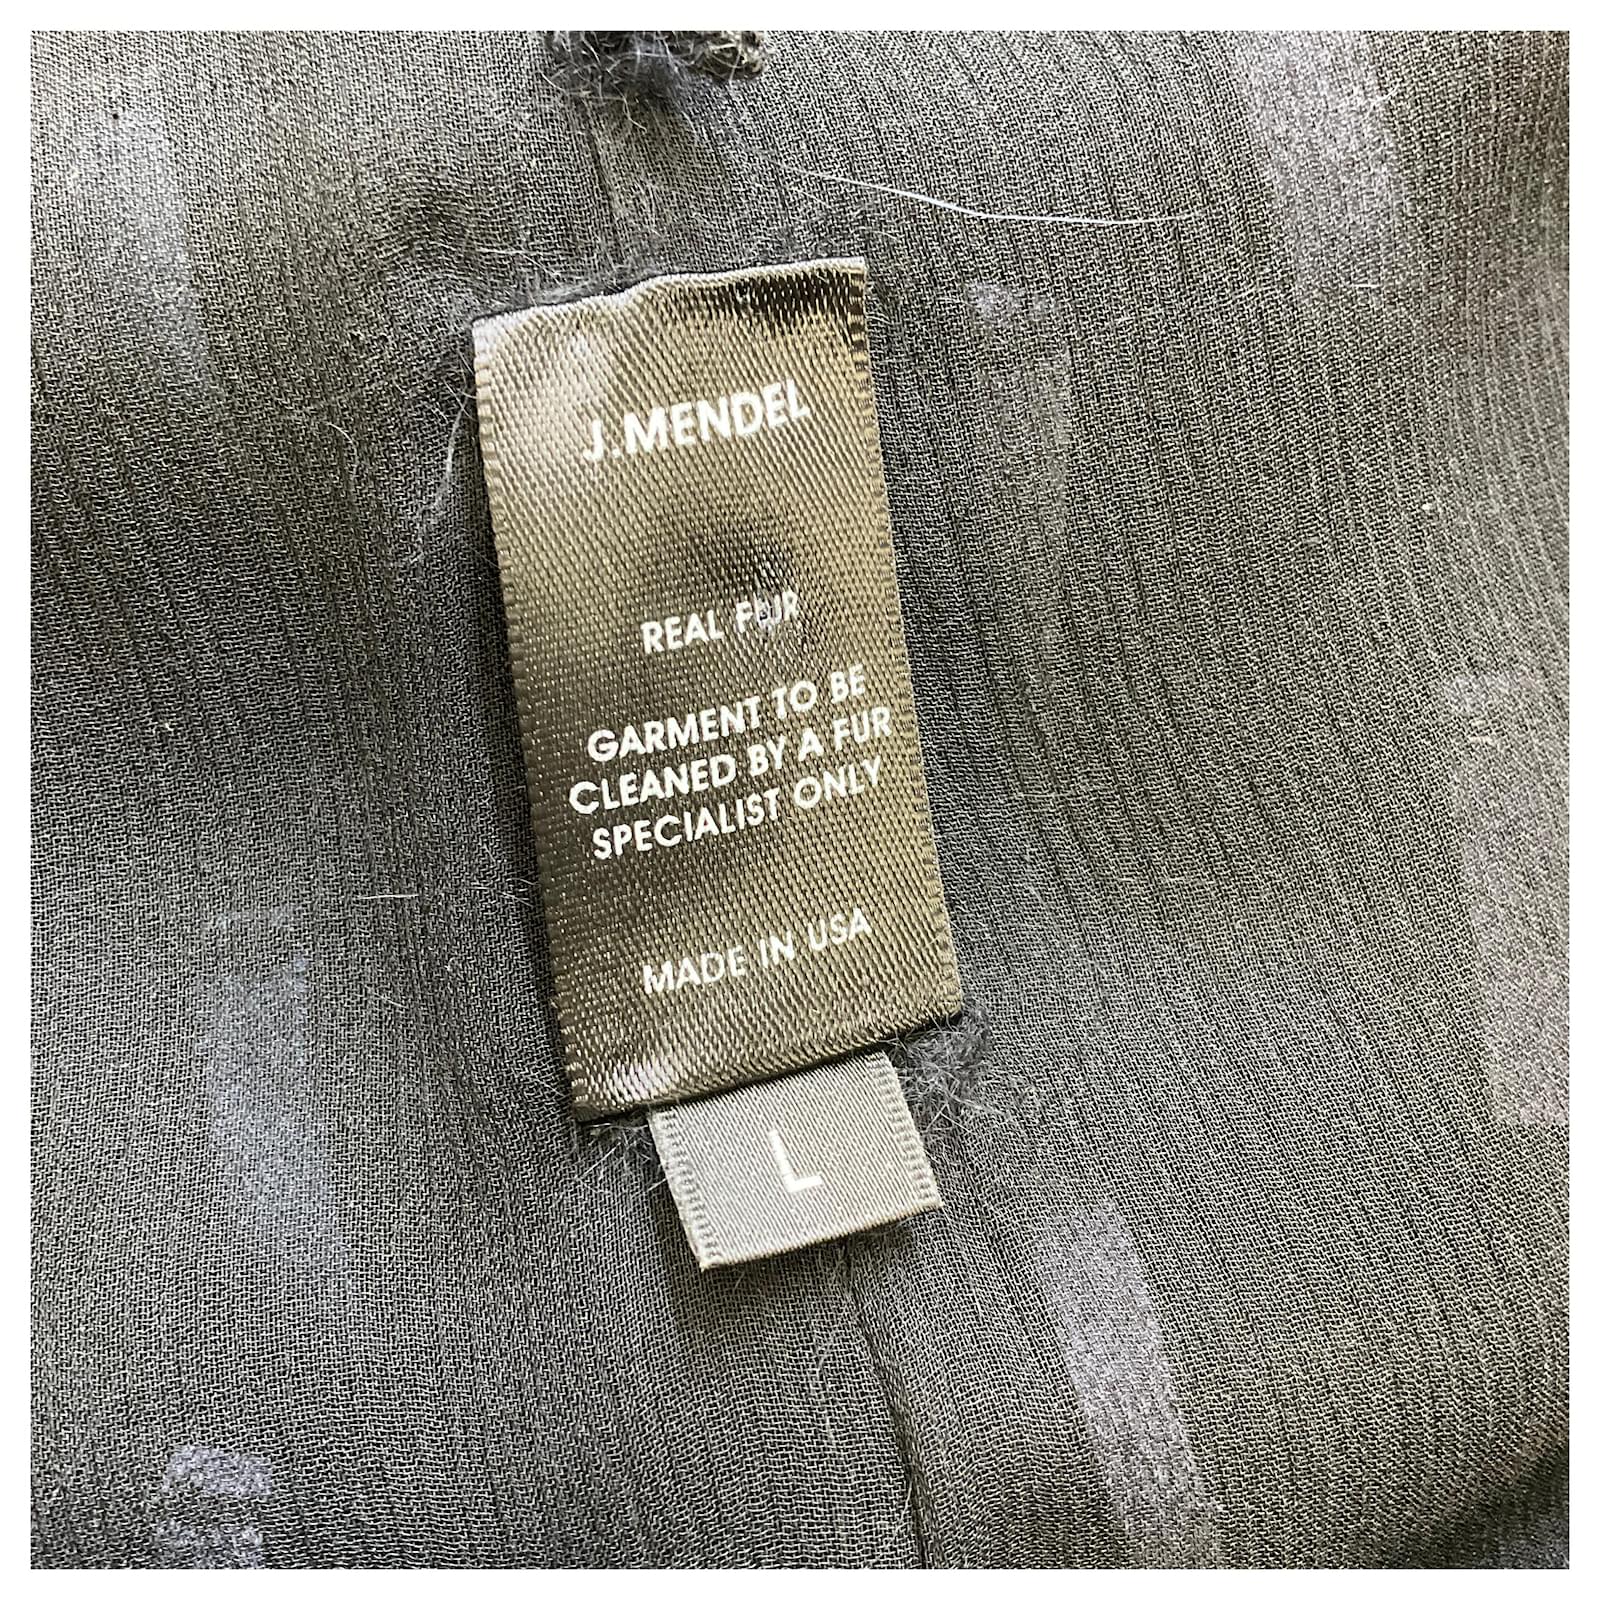 J.MENDEL
REAL FUR
GARMENT TO BE
CLEANED BY A FUR
SPECIALIST ONLY
MADE IN USA
L